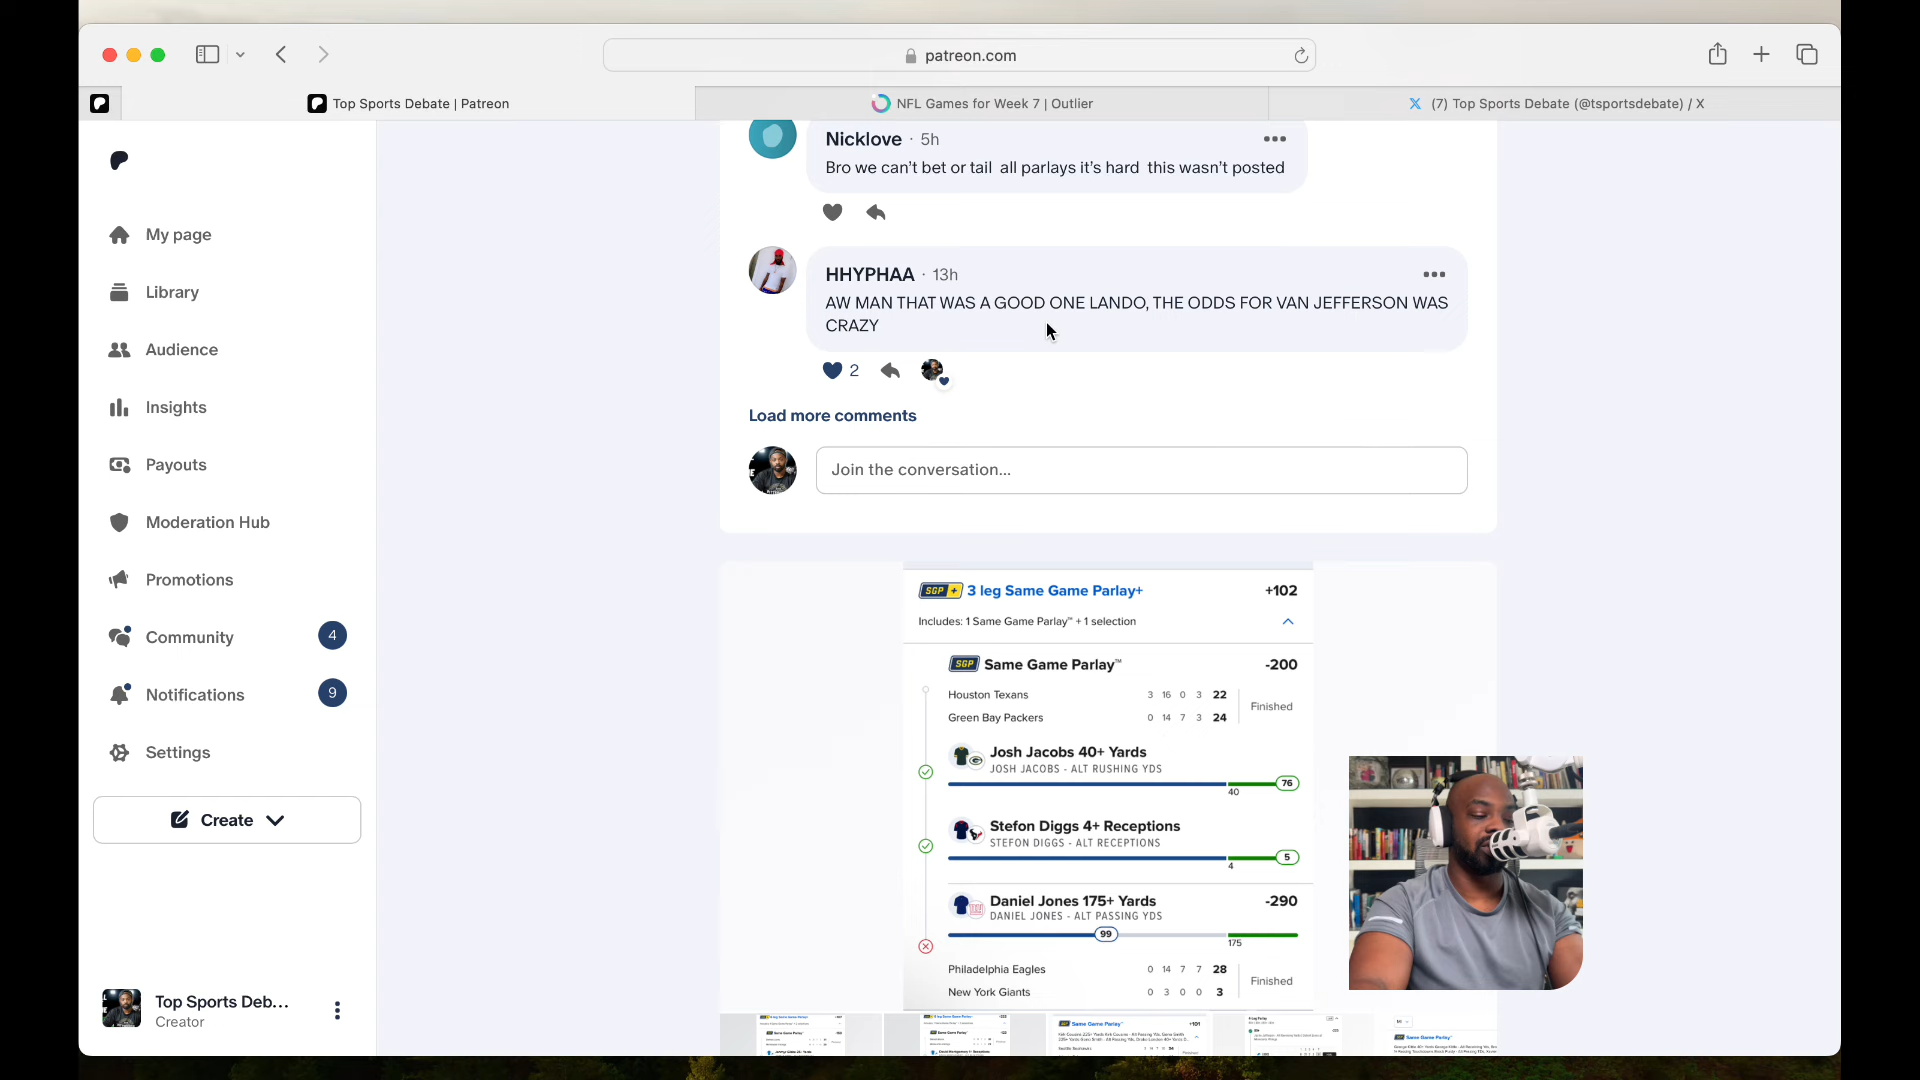 patreon.com
Top Sports Debate | Patreon
NFL Games for Week 7 | Outlier
(7) Top Sports Debate (@tsportsdebate) / X
My page
Library
Audience
Insights
Payouts
Moderation Hub
Promotions
Community 4
Notifications 9
Settings
Create
Top Sports Deb...
Creator
Nicklove · 5h
Bro we can't bet or tail all parlays it's hard this wasn't posted
HHYPHAA · 13h
AW MAN THAT WAS A GOOD ONE LANDO, THE ODDS FOR VAN JEFFERSON WAS
CRAZY
2
Load more comments
Join the conversation...
SGP + 3 leg Same Game Parlay+ +102
Includes: 1 Same Game Parlay™ + 1 selection
SGP Same Game Parlay™ -200
Houston Texans 3 16 0 3 22
Finished
Green Bay Packers 0 14 7 3 24
Josh Jacobs 40+ Yards
JOSH JACOBS - ALT RUSHING YDS
76
40
Stefon Diggs 4+ Receptions
STEFON DIGGS - ALT RECEPTIONS
5
4
Daniel Jones 175+ Yards -290
DANIEL JONES - ALT PASSING YDS
99
175
Philadelphia Eagles 0 14 7 7 28
Finished
New York Giants 0 3 0 0 3
Same Game Parlay™